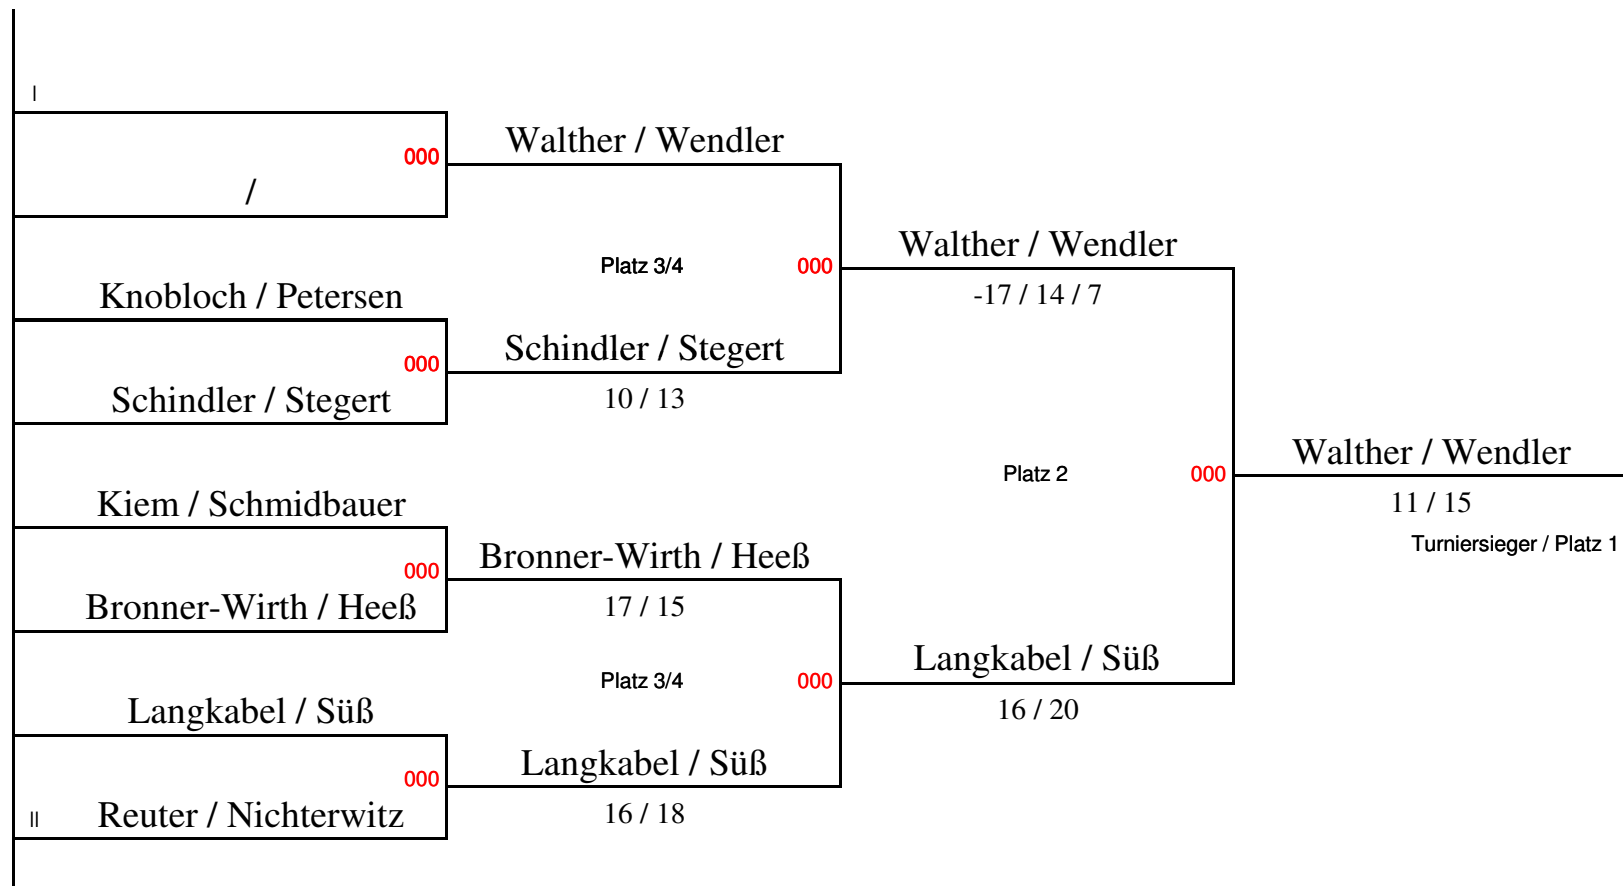 I
Walther / Wendler
000
/
Walther / Wendler
Platz 3/4
000
Knobloch / Petersen
-17 / 14 / 7
Schindler / Stegert
000
Schindler / Stegert
10 / 13
Walther / Wendler
Platz 2
000
Kiem / Schmidbauer
11 / 15
Turniersieger / Platz 1
Bronner-Wirth / Heeß
000
Bronner-Wirth / Heeß
17 / 15
Langkabel / Süß
Platz 3/4
000
Langkabel / Süß
16 / 20
Langkabel / Süß
000
II
Reuter / Nichterwitz
16 / 18